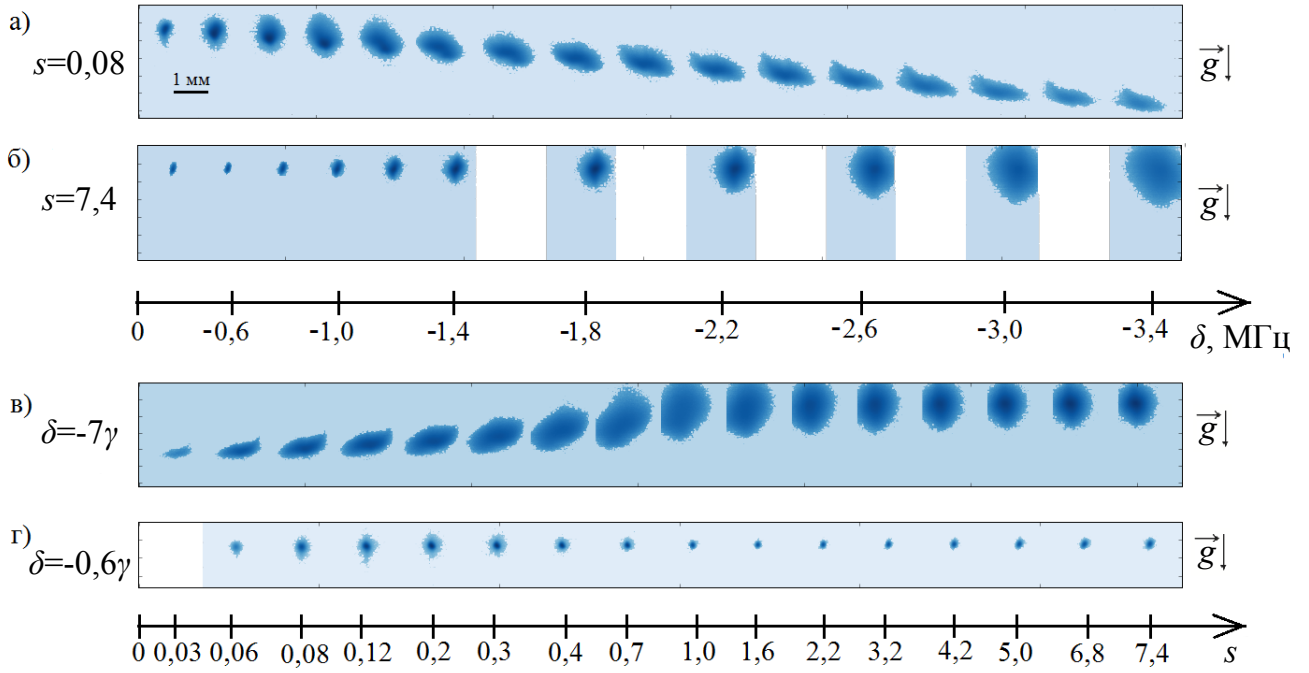 а)
s=0,08
1 мм
g
б)
s=7,4
g
0 -0,6 -1,0 -1,4 -1,8 -2,2 -2,6 -3,0 -3,4 δ, МГц
в)
δ=-7γ
g
г)
δ=-0,6γ
g
0 0,03 0,06 0,08 0,12 0,2 0,3 0,4 0,7 1,0 1,6 2,2 3,2 4,2 5,0 6,8 7,4 s